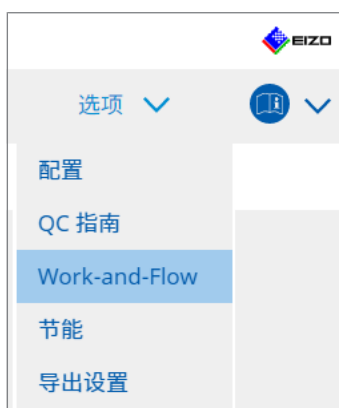 EIZO
选项
配置
QC 指南
Work-and-Flow
节能
导出设置